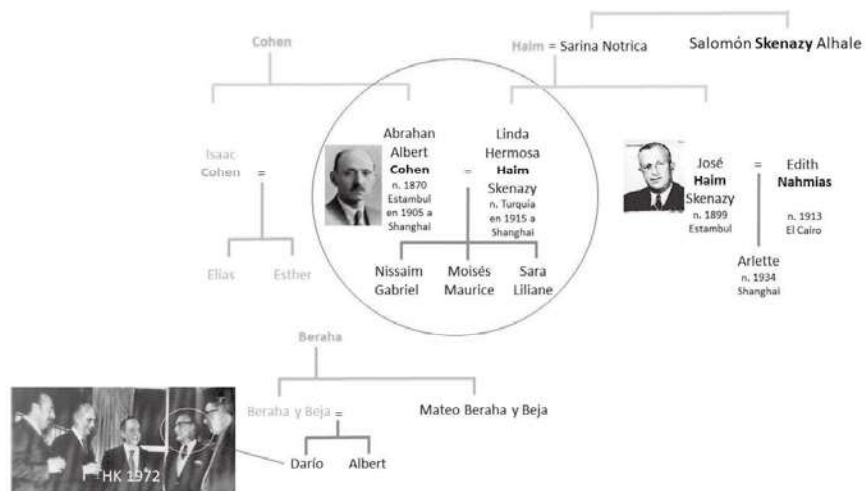 Cohen
Haim = Sarina Notrica
Salomón Skenazy Alhale
Isaac
Cohen =
Abrahan
Albert
Cohen
n. 1870
Estambul
en 1905 a
Shanghai
=
Linda
Hermosa
Haim
Skenazy
n. Turquía
en 1915 a
Shanghai
José
Haim
Skenazy
n. 1899
Estambul
=
Edith
Nahmias
n. 1913
El Cairo
Elías
Esther
Nissaim
Gabriel
Moisés
Maurice
Sara
Liliane
Arlette
n. 1934
Shanghai
Beraha
Beraha y Beja =
Mateo Beraha y Beja
Darío
Albert
HK 1972